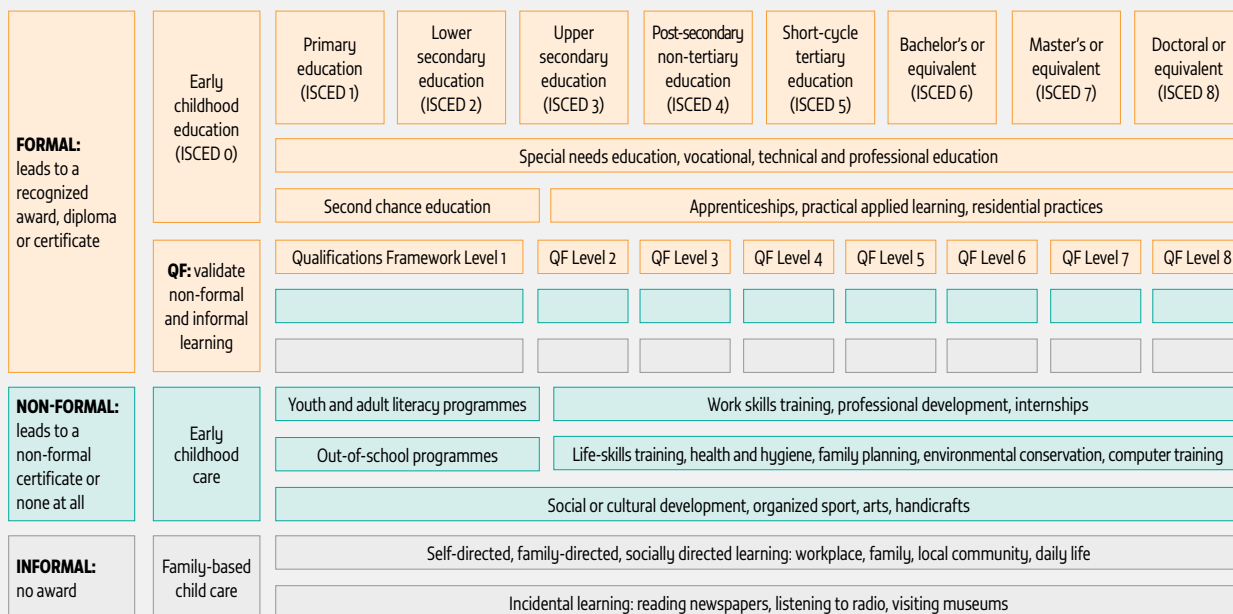 FORMAL:
leads to a
recognized
award, diploma
or certificate
Early
childhood
education
(ISCED 0)
Primary
education
(ISCED 1)
Lower
secondary
education
(ISCED 2)
Upper
secondary
education
(ISCED 3)
Post-secondary
non-tertiary
education
(ISCED 4)
Short-cycle
tertiary
education
(ISCED 5)
Bachelor's or
equivalent
(ISCED 6)
Master's or
equivalent
(ISCED 7)
Doctoral or
equivalent
(ISCED 8)
Special needs education, vocational, technical and professional education
Second chance education
Apprenticeships, practical applied learning, residential practices
QF: validate
non-formal
and informal
learning
Qualifications Framework Level 1
QF Level 2
QF Level 3
QF Level 4
QF Level 5
QF Level 6
QF Level 7
QF Level 8
NON-FORMAL:
leads to a
non-formal
certificate or
none at all
Early
childhood
care
Youth and adult literacy programmes
Work skills training, professional development, internships
Out-of-school programmes
Life-skills training, health and hygiene, family planning, environmental conservation, computer training
Social or cultural development, organized sport, arts, handicrafts
INFORMAL:
no award
Family-based
child care
Self-directed, family-directed, socially directed learning: workplace, family, local community, daily life
Incidental learning: reading newspapers, listening to radio, visiting museums